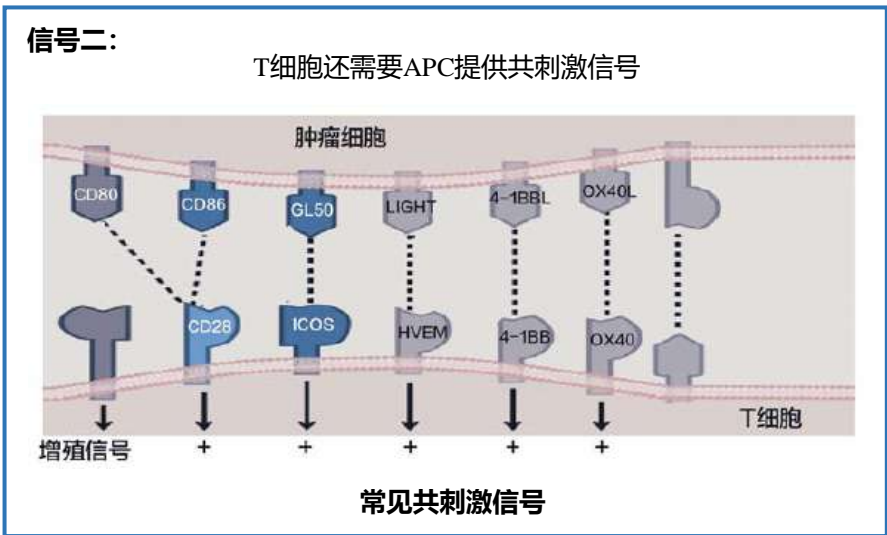 信号二：
T细胞还需要APC提供共刺激信号
肿瘤细胞
CD80 CD86 GL50 LIGHT 4-1BBL OX40L
CD28 ICOS HVEM 4-1BB OX40
T细胞
增殖信号 + + + + +
常见共刺激信号